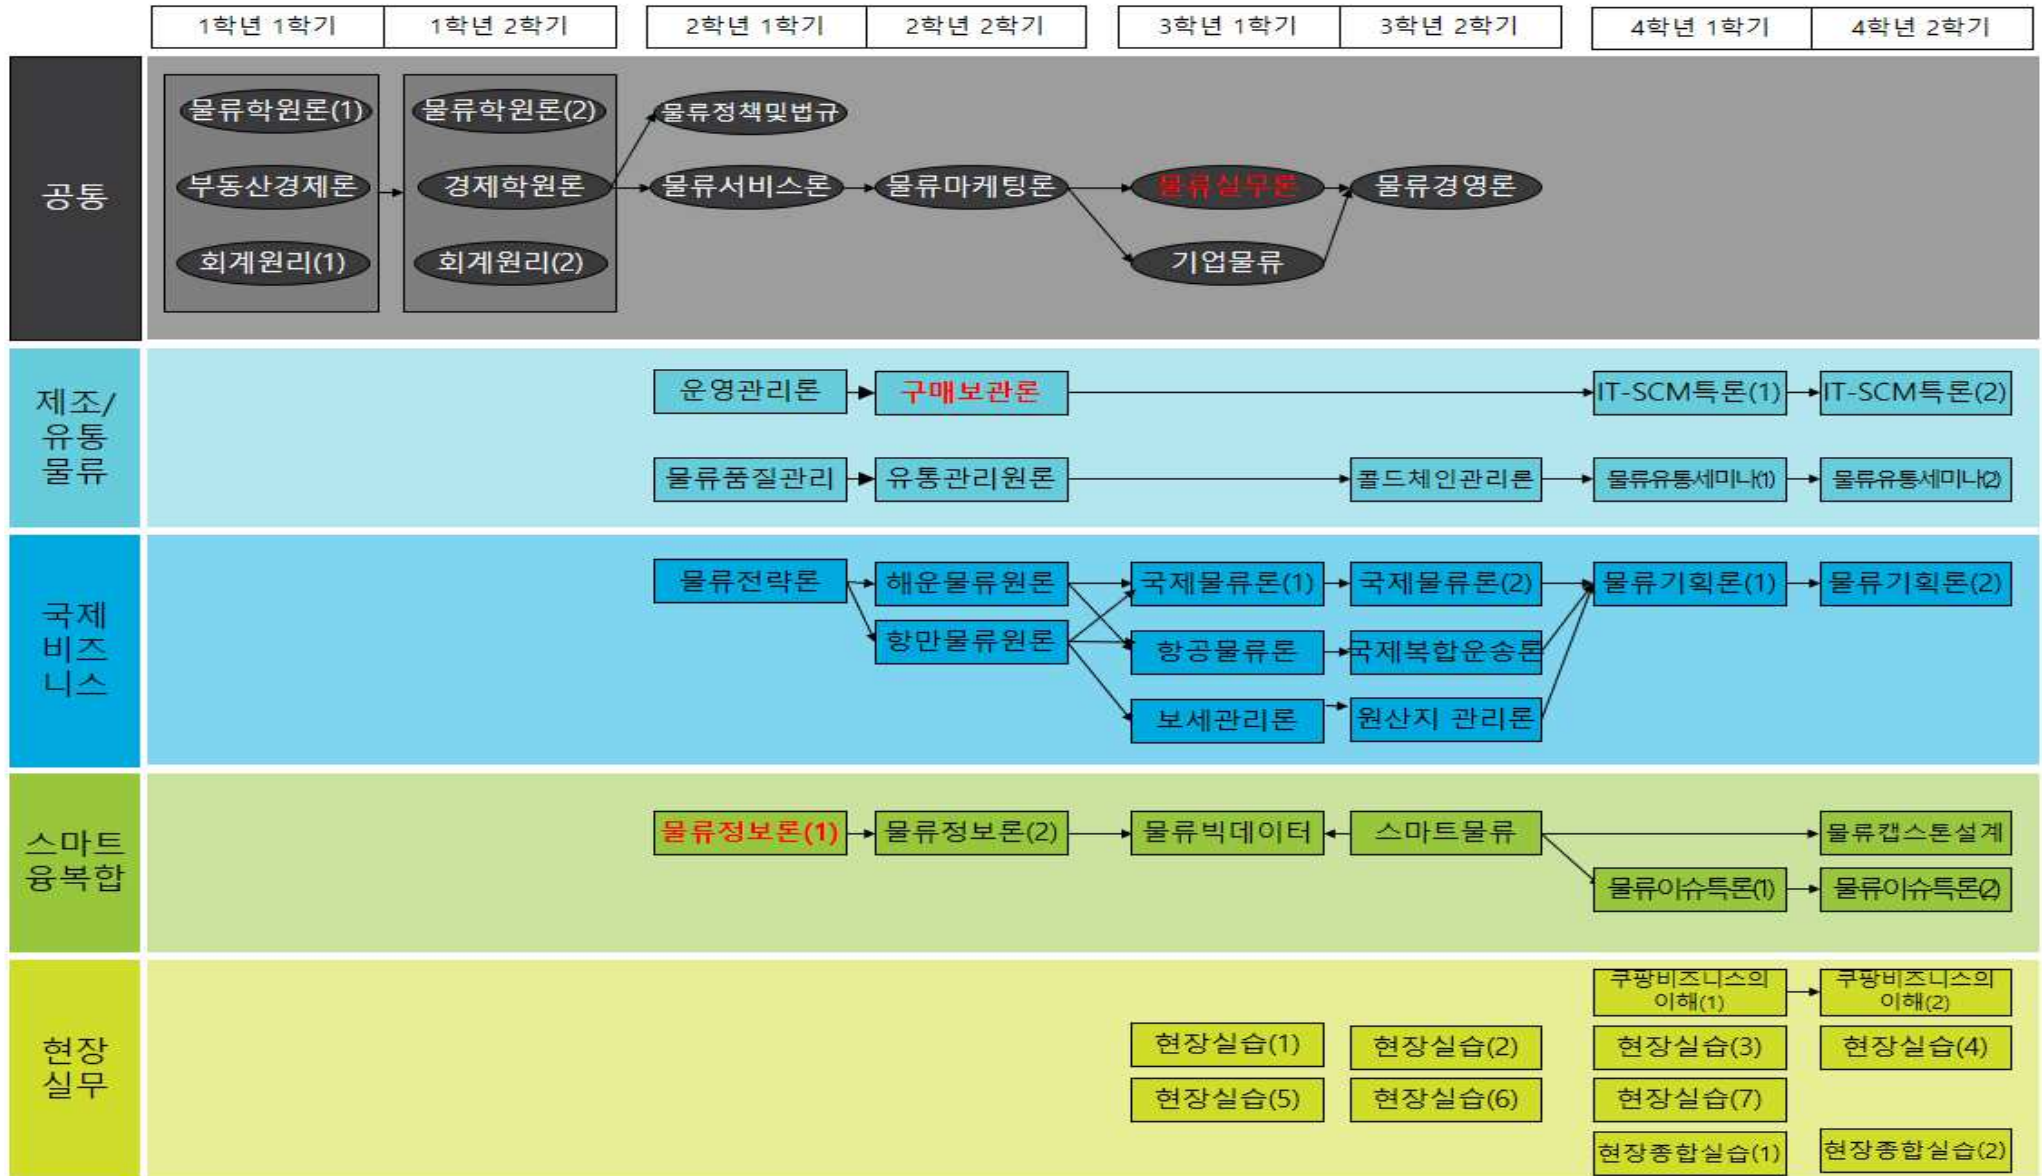 1학년 1학기 1학년 2학기 2학년 1학기 2학년 2학기 3학년 1학기 3학년 2학기 4학년 1학기 4학년 2학기
공통
물류학원론(1) 물류학원론(2) 물류정책및법규
부동산경제론 경제학원론 물류서비스론 물류마케팅론 물류실무론 물류경영론
회계원리(1) 회계원리(2) 기업물류
제조/
유통
물류
운영관리론 구매보관론 IT-SCM특론(1) IT-SCM특론(2)
물류품질관리 유통관리원론 콜드체인관리론 물류유통세미나(1) 물류유통세미나(2)
국제
비즈
니스
물류전략론 해운물류원론 국제물류론(1) 국제물류론(2) 물류기획론(1) 물류기획론(2)
항만물류원론 항공물류론 국제복합운송론
보세관리론 원산지 관리론
스마트
융복합
물류정보론(1) 물류정보론(2) 물류빅데이터 스마트물류 물류캡스톤설계
물류이슈특론(1) 물류이슈특론(2)
현장
실무
쿠팡비즈니스의
이해(1)
쿠팡비즈니스의
이해(2)
현장실습(1) 현장실습(2) 현장실습(3) 현장실습(4)
현장실습(5) 현장실습(6) 현장실습(7)
현장종합실습(1) 현장종합실습(2)